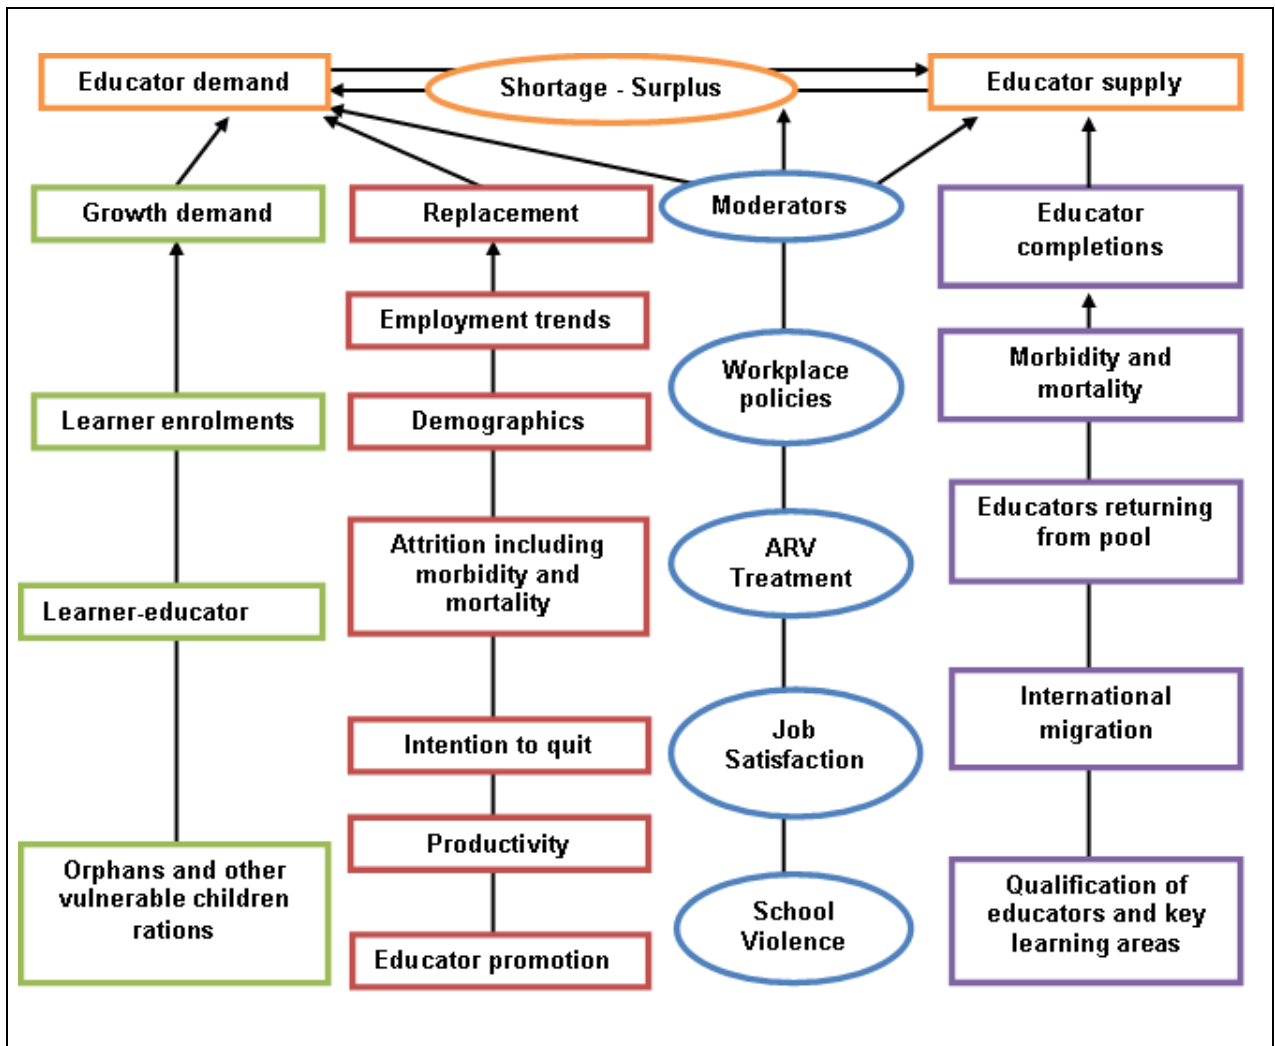 Educator demand
Shortage - Surplus
Educator supply
Growth demand
Replacement
Moderators
Educator
completions
Employment trends
Workplace
policies
Morbidity and
mortality
Learner enrolments
Demographics
Educators returning
from pool
Attrition including
morbidity and
mortality
ARV
Treatment
Learner-educator
International
migration
Intention to quit
Job
Satisfaction
Productivity
Orphans and other
vulnerable children
rations
School
Violence
Qualification of
educators and key
learning areas
Educator promotion